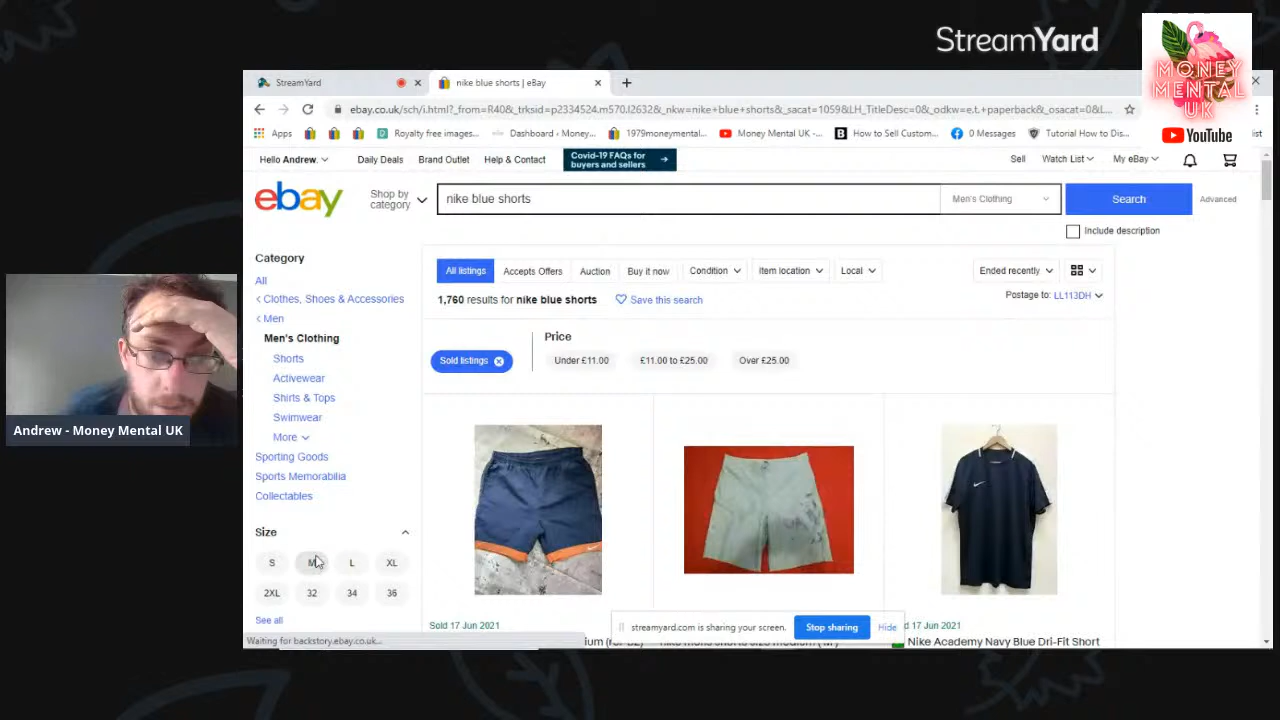 StreamYard
MONEY
MENTAL
UK
YouTube
StreamYard
nike blue shorts | eBay
ebay.co.uk/sch/i.html?_from=R40&_trksid=p2334524.m570.l2632&_nkw=nike+blue+shorts&_sacat=1059&LH_TitleDesc=0&_odkw=e.t.+paperback&_osacat=0&L...
Apps
Royalty free images...
Dashboard ‹ Money...
1979moneymental...
Money Mental UK -...
How to Sell Custom...
0 Messages
Tutorial How to Dis...
ist
Hello Andrew.
Daily Deals
Brand Outlet
Help & Contact
Covid-19 FAQs for
buyers and sellers
Sell
Watch List
My eBay
ebay
Shop by
category
nike blue shorts
Men's Clothing
Search
Advanced
Include description
Category
All
Clothes, Shoes & Accessories
Men
Men's Clothing
Shorts
Activewear
Shirts & Tops
Swimwear
More
Sporting Goods
Sports Memorabilia
Collectables
Size
S
M
L
XL
2XL
32
34
36
See all
All listings
Accepts Offers
Auction
Buy it now
Condition
Item location
Local
Ended recently
1,760 results for nike blue shorts
Save this search
Postage to: LL113DH
Sold listings
Price
Under £11.00
£11.00 to £25.00
Over £25.00
Sold 17 Jun 2021
d 17 Jun 2021
Nike Academy Navy Blue Dri-Fit Short
streamyard.com is sharing your screen.
Stop sharing
Hide
Waiting for backstory.ebay.co.uk...
Andrew - Money Mental UK